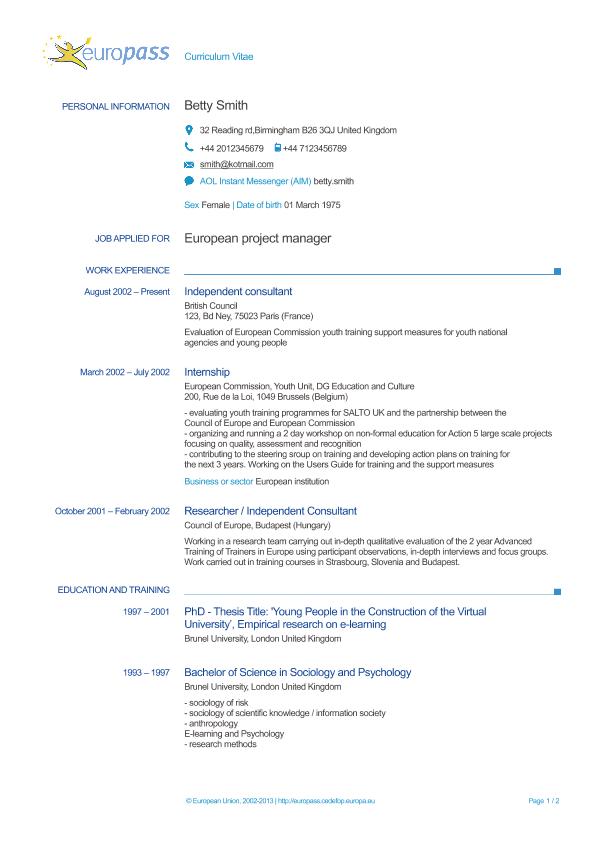 europass
Curriculum Vitae
PERSONAL INFORMATION
Betty Smith
32 Reading rd,Birmingham B26 3QJ United Kingdom
+44 2012345679 +44 7123456789
smith@kotmail.com
AOL Instant Messenger (AIM) betty.smith
Sex Female | Date of birth 01 March 1975
JOB APPLIED FOR
European project manager
WORK EXPERIENCE
August 2002 – Present
Independent consultant
British Council
123, Bd Ney, 75023 Paris (France)
Evaluation of European Commission youth training support measures for youth national
agencies and young people
March 2002 – July 2002
Internship
European Commission, Youth Unit, DG Education and Culture
200, Rue de la Loi, 1049 Brussels (Belgium)
- evaluating youth training programmes for SALTO UK and the partnership between the
Council of Europe and European Commission
- organizing and running a 2 day workshop on non-formal education for Action 5 large scale projects
focusing on quality, assessment and recognition
- contributing to the steering sroup on training and developing action plans on training for
the next 3 years. Working on the Users Guide for training and the support measures
Business or sector European institution
October 2001 – February 2002
Researcher / Independent Consultant
Council of Europe, Budapest (Hungary)
Working in a research team carrying out in-depth qualitative evaluation of the 2 year Advanced
Training of Trainers in Europe using participant observations, in-depth interviews and focus groups.
Work carried out in training courses in Strasbourg, Slovenia and Budapest.
EDUCATION AND TRAINING
1997 – 2001
PhD - Thesis Title: 'Young People in the Construction of the Virtual
University', Empirical research on e-learning
Brunel University, London United Kingdom
1993 – 1997
Bachelor of Science in Sociology and Psychology
Brunel University, London United Kingdom
- sociology of risk
- sociology of scientific knowledge / information society
- anthropology
E-learning and Psychology
- research methods
© European Union, 2002-2013 | http://europass.cedefop.europa.eu
Page 1 / 2